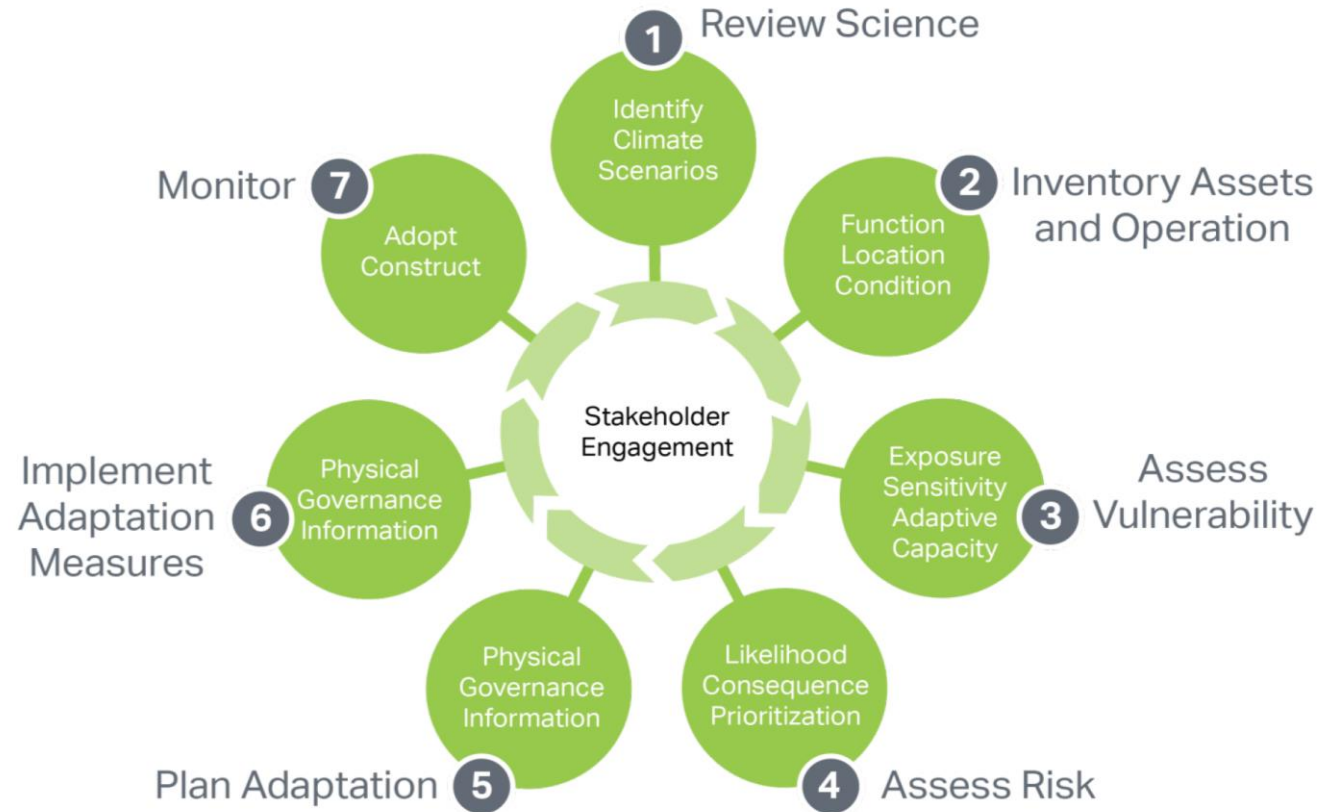 1
Review Science
Identify
Climate
Scenarios
2
Inventory Assets
and Operation
Function
Location
Condition
3
Assess
Vulnerability
Exposure
Sensitivity
Adaptive
Capacity
4
Assess Risk
Likelihood
Consequence
Prioritization
5
Plan Adaptation
Physical
Governance
Information
6
Implement
Adaptation
Measures
Physical
Governance
Information
7
Monitor
Adopt
Construct
Stakeholder
Engagement